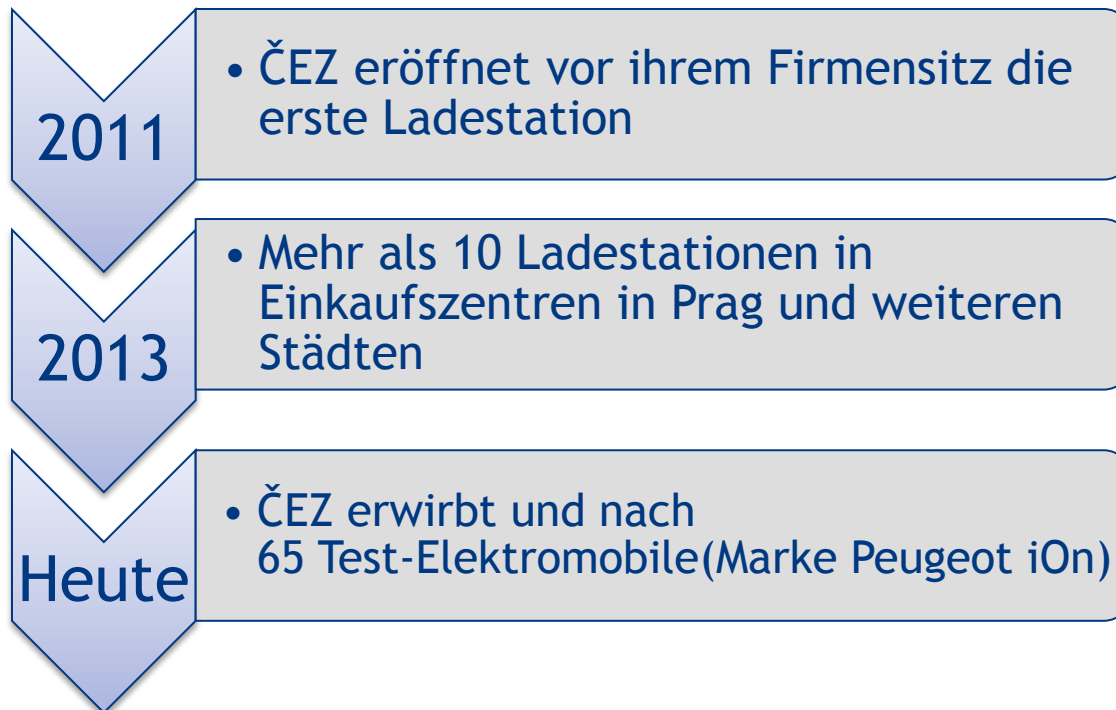 2011
• ČEZ eröffnet vor ihrem Firmensitz die
erste Ladestation
2013
• Mehr als 10 Ladestationen in
Einkaufszentren in Prag und weiteren
Städten
Heute
• ČEZ erwirbt und nach
65 Test-Elektromobile(Marke Peugeot iOn)